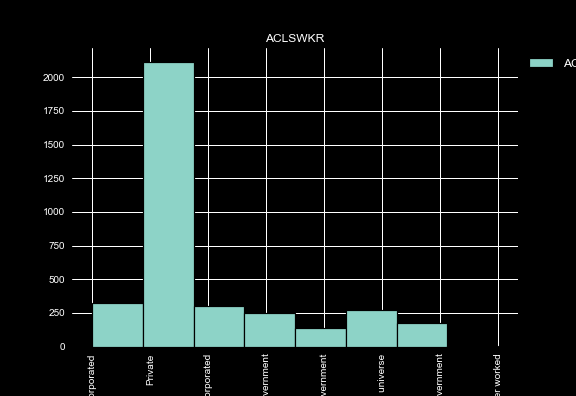 ACLSWKR
AC
2000
1750
1500
1250
1000
750
500
250
0
orporated
Private
orporated
vernment
vernment
universe
vernment
er worked